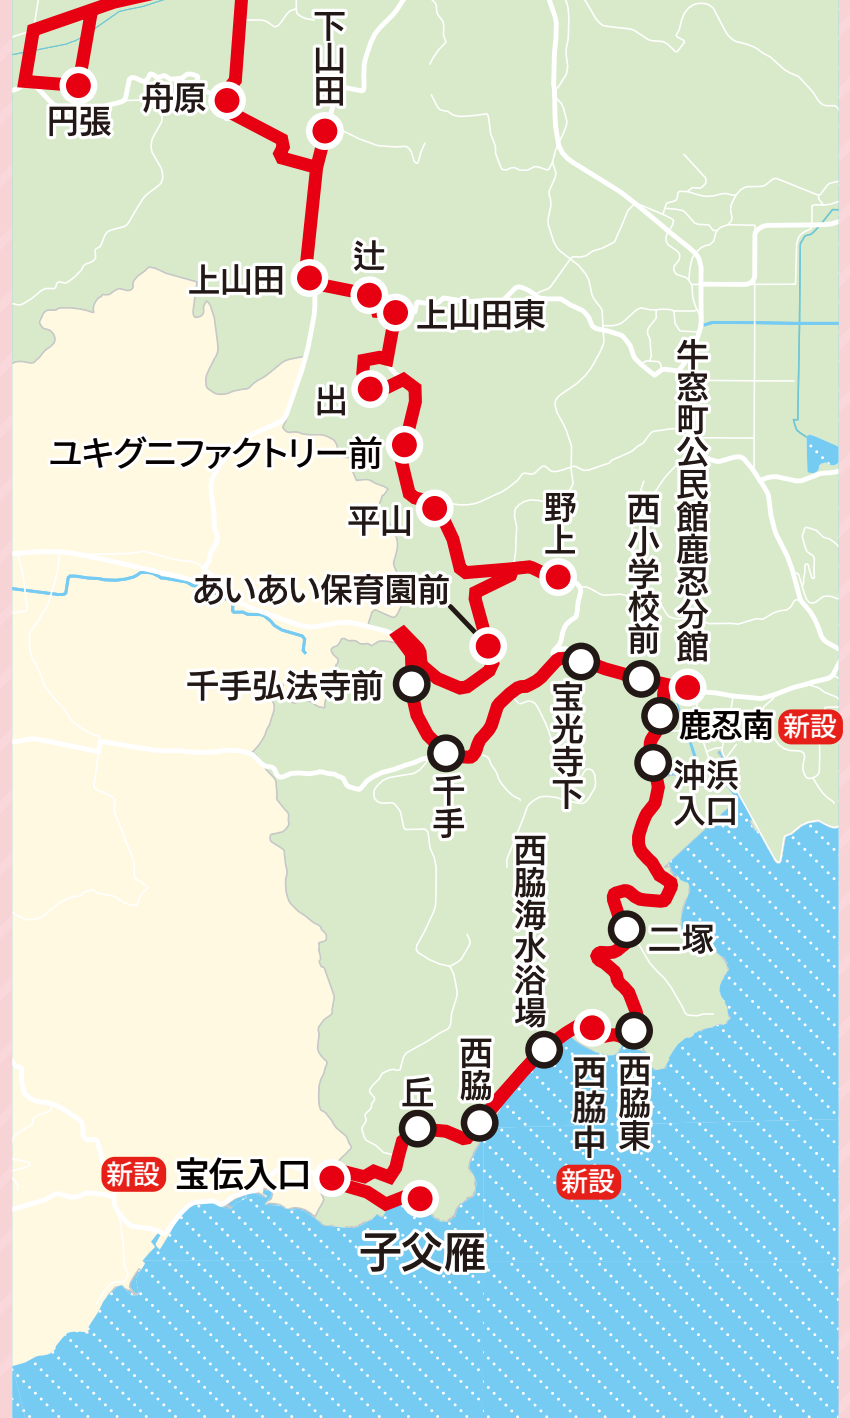 下山田
円張
舟原
上山田
辻
上山田東
出
牛窓町公民館鹿忍分館
ユキグニファクトリー前
平山
野上
西小学校前
あいあい保育園前
千手弘法寺前
宝光寺下
鹿忍南
新設
千手
沖浜
入口
西脇海水浴場
二塚
西脇
丘
西脇中
新設
西脇東
新設
宝伝入口
子父雁